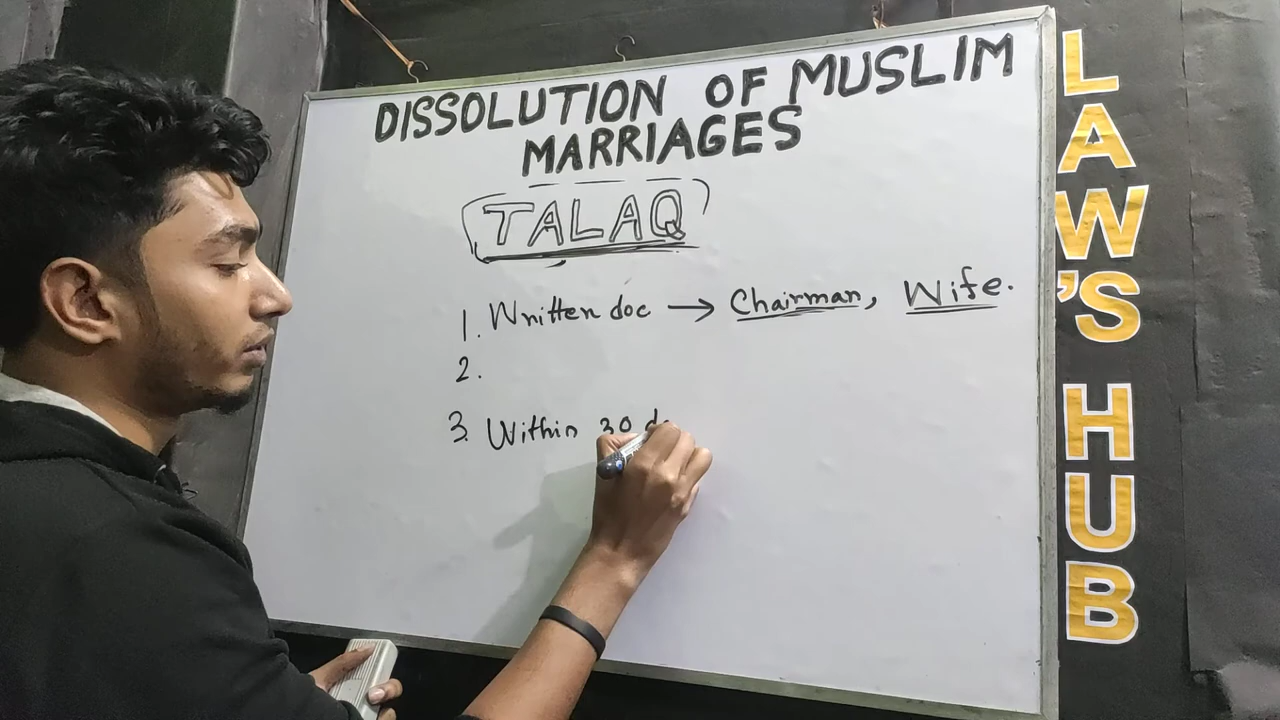 DISSOLUTION OF MUSLIM
MARRIAGES
TALAQ
1. Written doc → Chairman, Wife.
2.
3. Within 30
LAW'S HUB